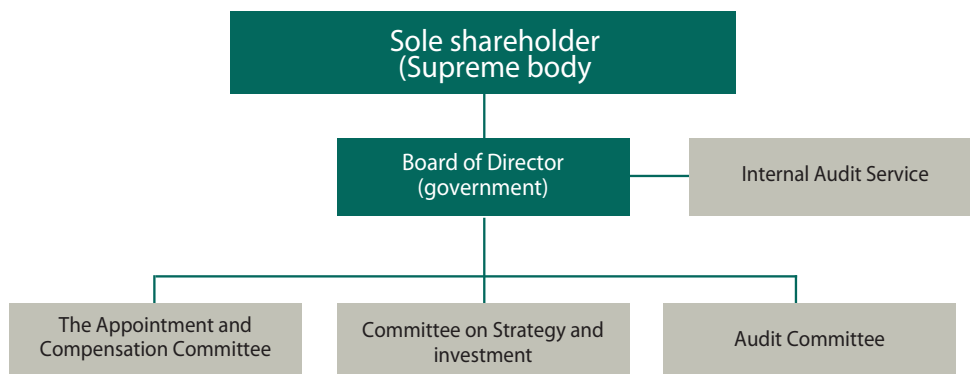 Sole shareholder
(Supreme body
Board of Director
(government)
Internal Audit Service
The Appointment and
Compensation Committee
Committee on Strategy and
investment
Audit Committee